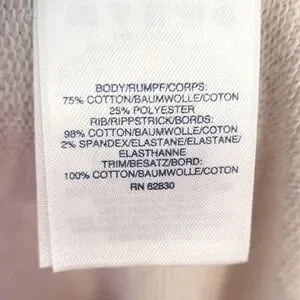 BODY/RUMPF/CORPS:
75% COTTON/BAUMWOLLE/COTON
25% POLYESTER
RIB/RIPPSTRICK/BORDS:
98% COTTON/BAUMWOLLE/COTON
2% SPANDEX/ELASTANE/ELASTANE/
ELASTHANNE
TRIM/BESATZ/BORD:
100% COTTON/BAUMWOLLE/COTON
RN 62830